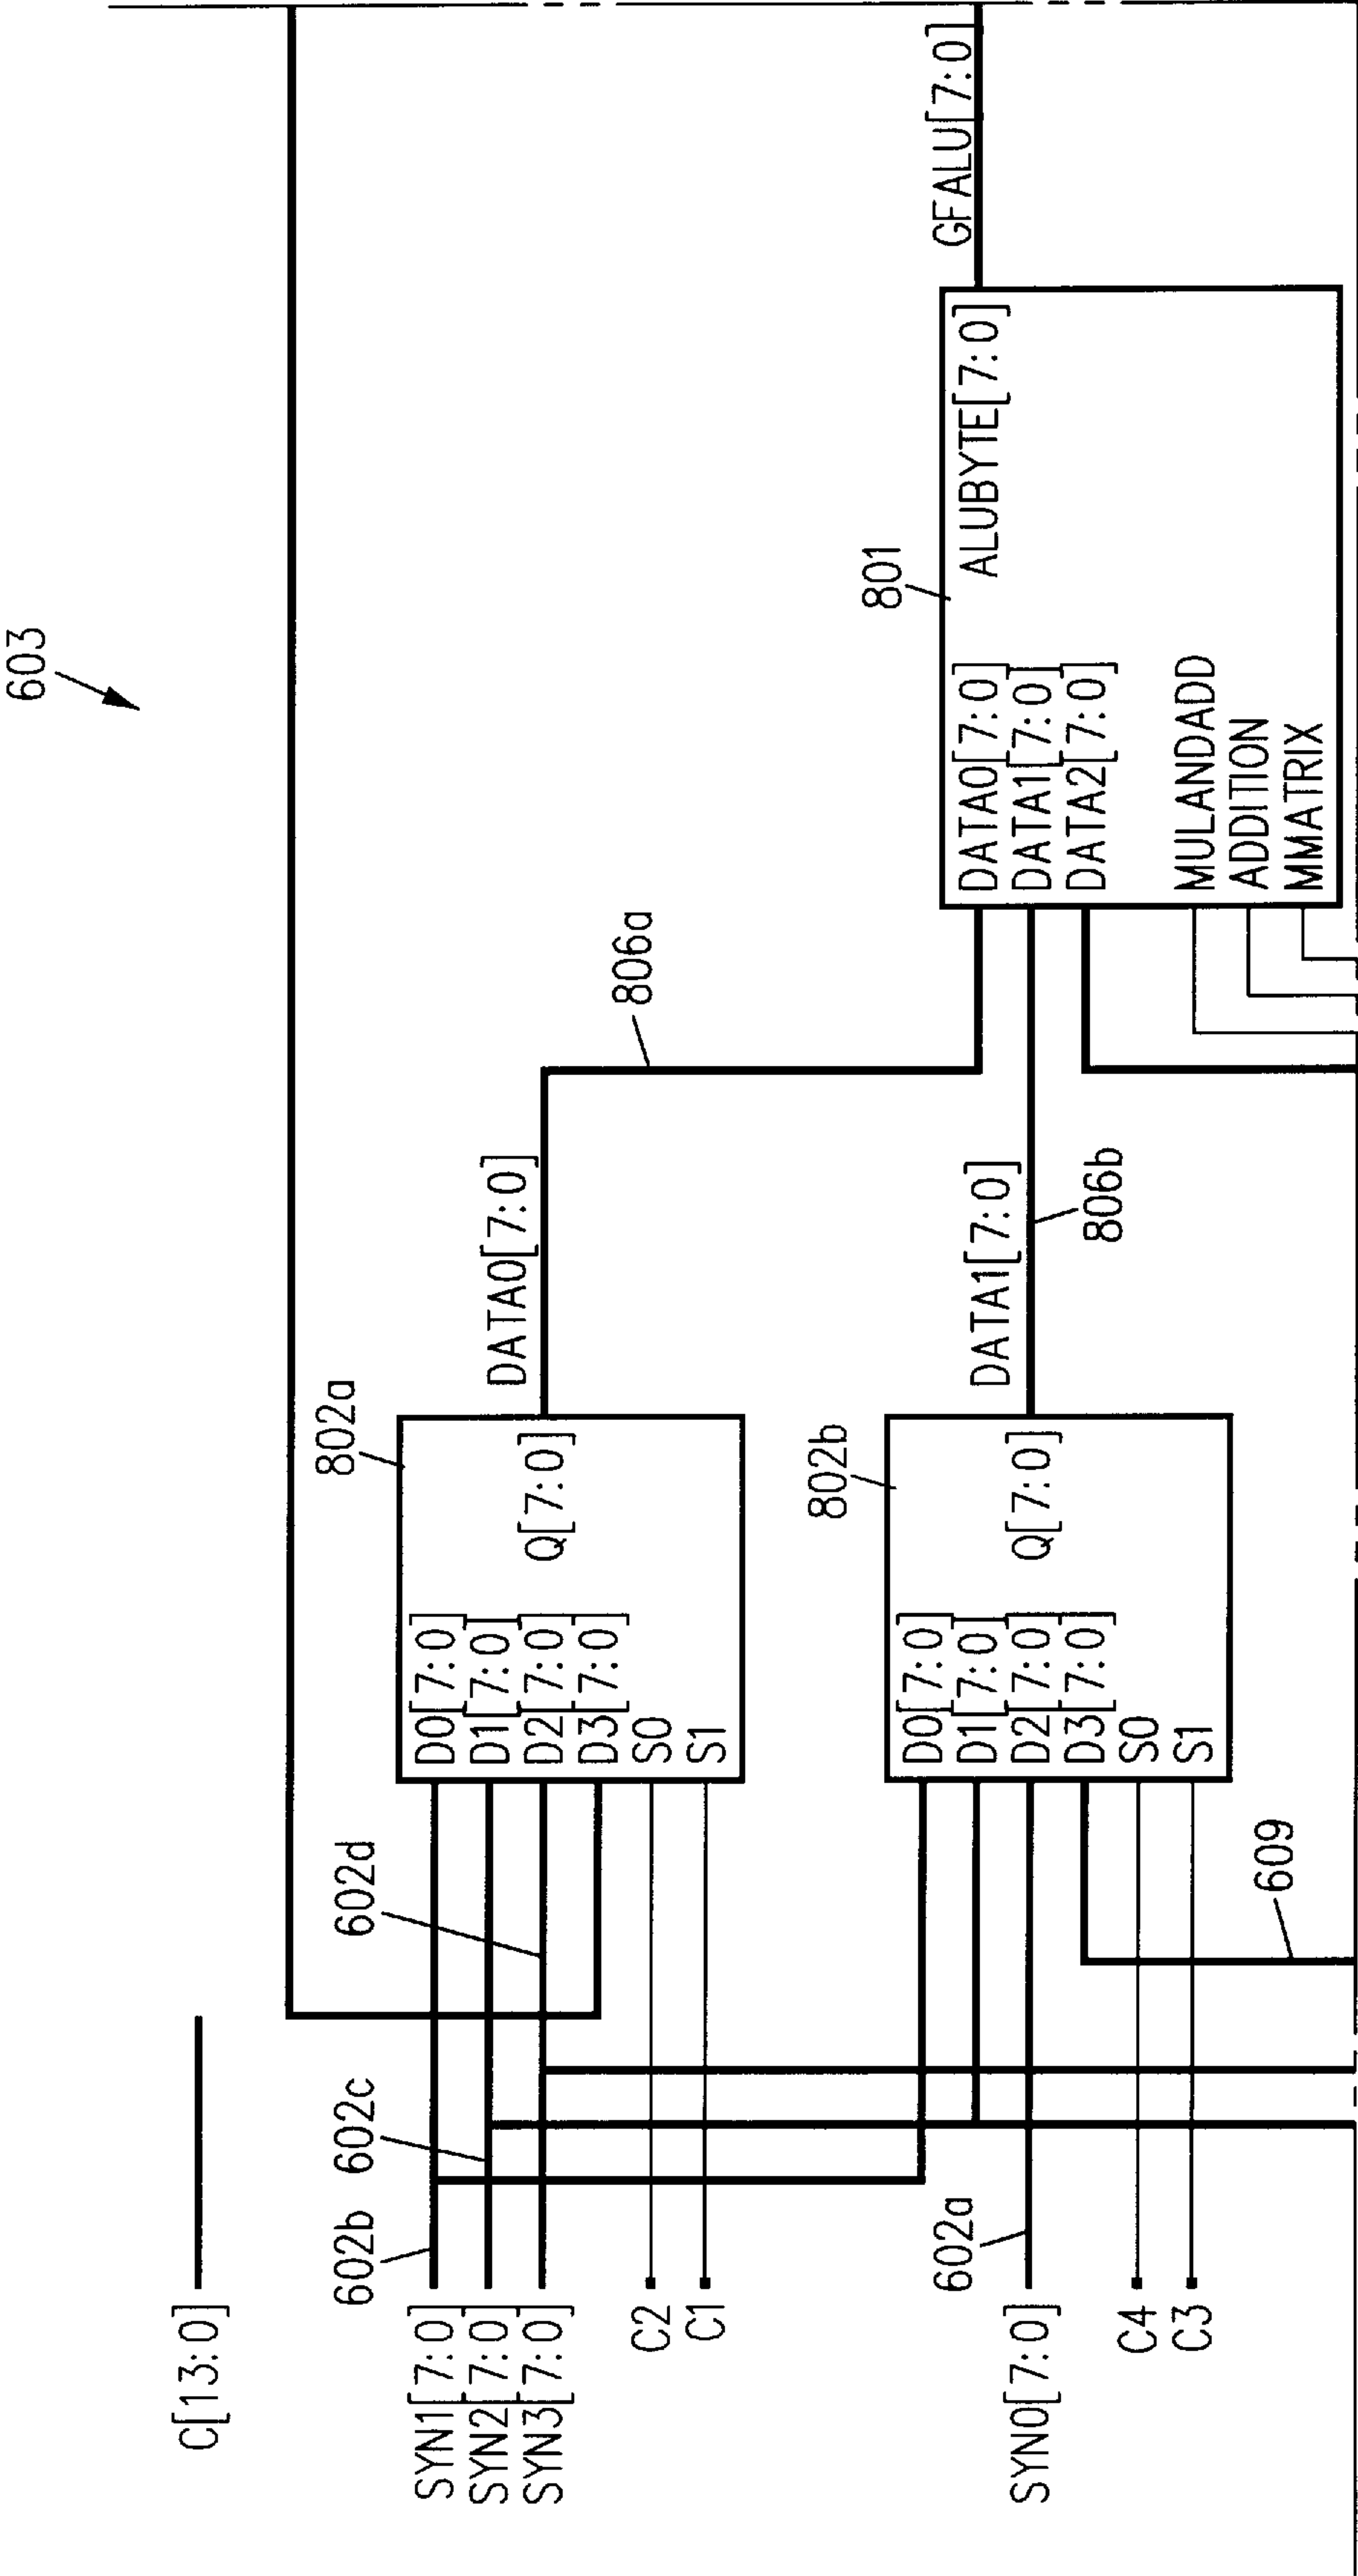 603
C[13:0]
SYN1[7:0]
SYN2[7:0]
SYN3[7:0]
C2
C1
602b
602c
602d
802a
D0[7:0]
D1[7:0]
D2[7:0]
D3[7:0]
S0
S1
Q[7:0]
DATA0[7:0]
806a
SYN0[7:0]
602a
C4
C3
609
802b
D0[7:0]
D1[7:0]
D2[7:0]
D3[7:0]
S0
S1
Q[7:0]
DATA1[7:0]
806b
801
DATA0[7:0]
DATA1[7:0]
DATA2[7:0]
MULANDADD
ADDITION
MMATRIX
ALUBYTE[7:0]
GFALU[7:0]